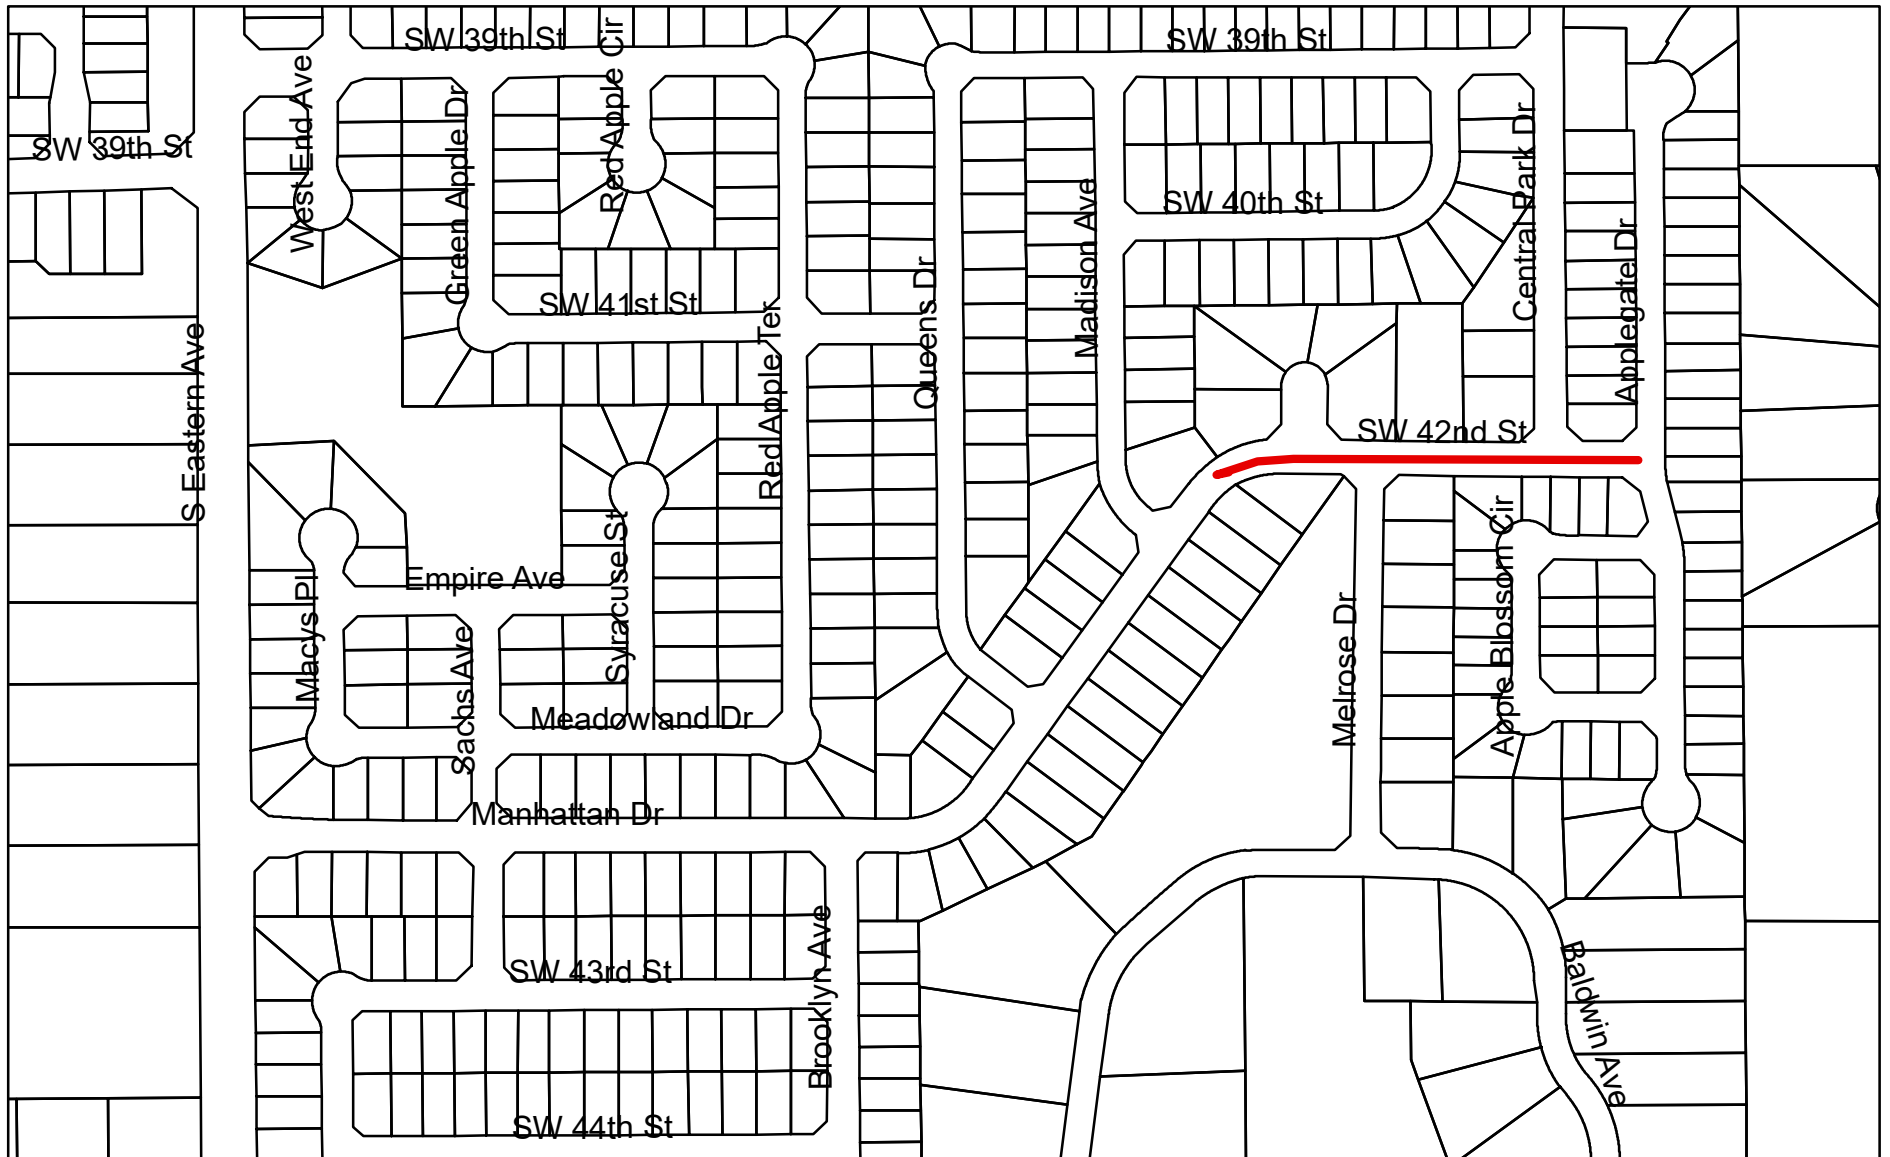 SW 39th St
SW 39th St
SW 39th St
Red Apple Cir
West End Ave
Green Apple Dr
Central Park Dr
SW 40th St
Madison Ave
Applegate Dr
Queens Dr
SW 41st St
Red Apple Ter
S Eastern Ave
SW 42nd St
Apple Blossom Cir
Syracuse St
Empire Ave
Macys Pl
Melrose Dr
Sachs Ave
Meadowland Dr
Manhattan Dr
Brooklyn Ave
Baldwin Ave
SW 43rd St
SW 44th St